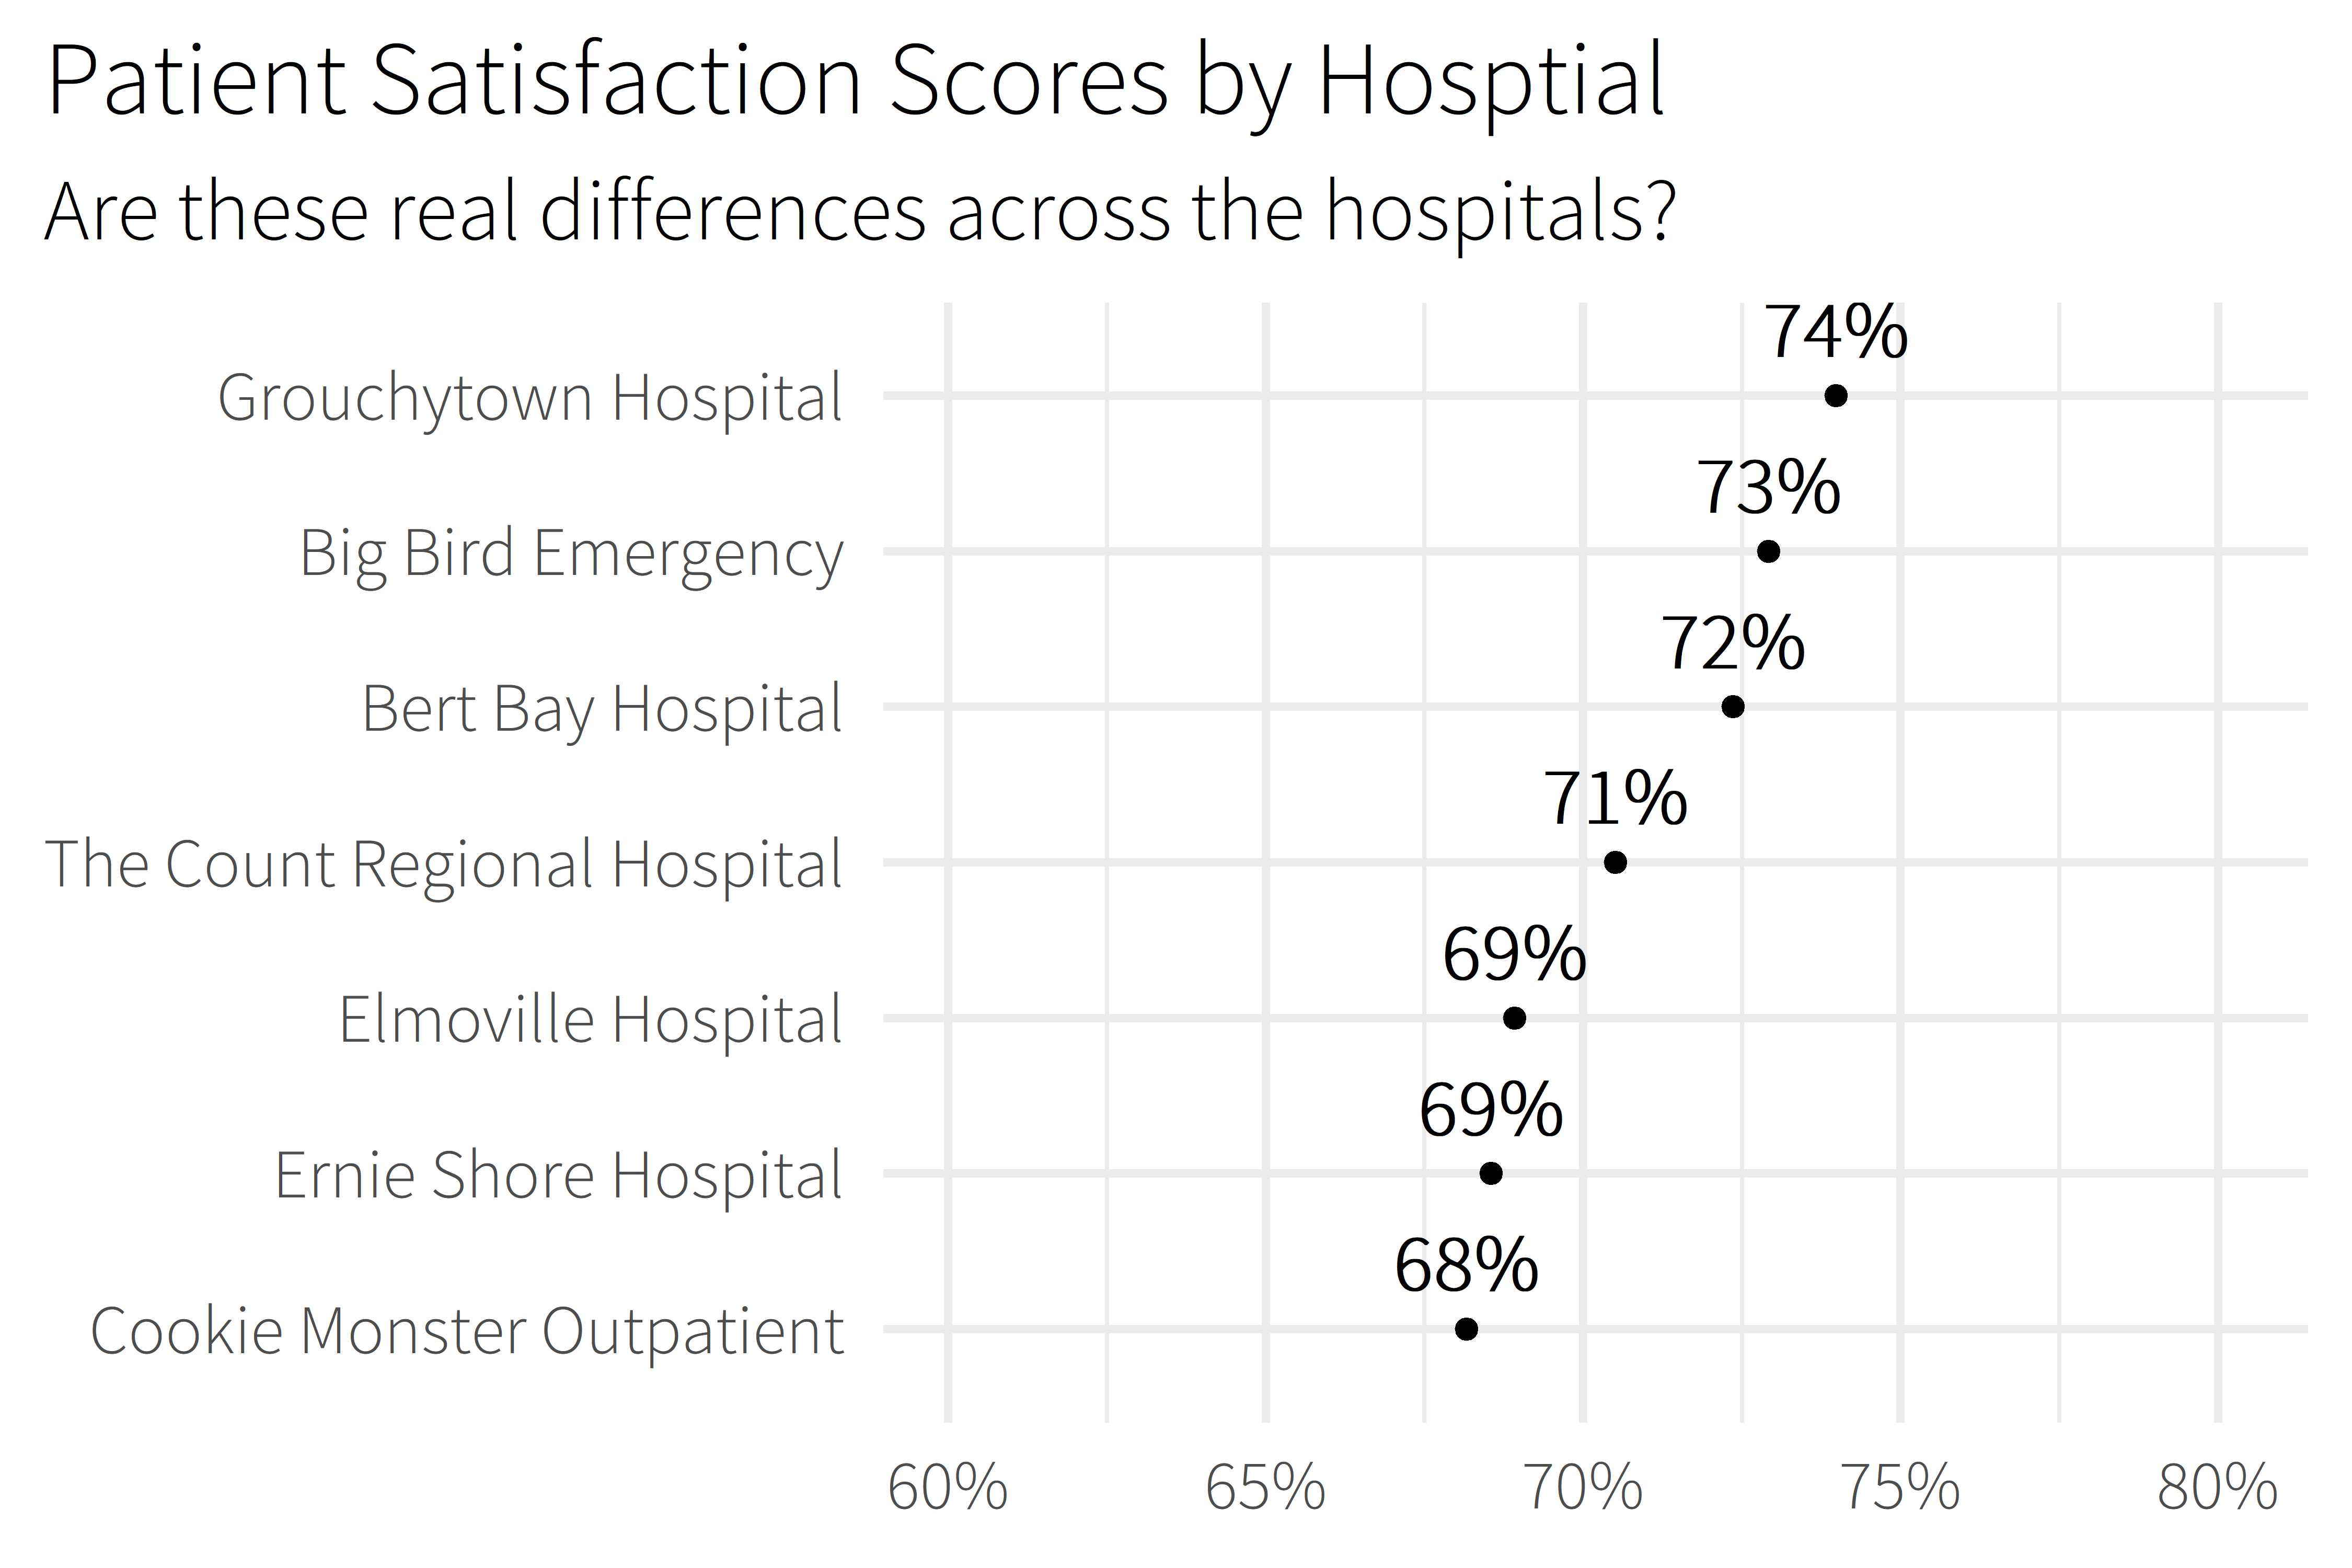 Patient Satisfaction Scores by Hosptial
Are these real differences across the hospitals?
74%
Grouchytown Hospital
73%
Big Bird Emergency
72%
Bert Bay Hospital
71%
The Count Regional Hospital
69%
Elmoville Hospital
69%
Ernie Shore Hospital
68%
Cookie Monster Outpatient
60% 65% 70% 75% 80%